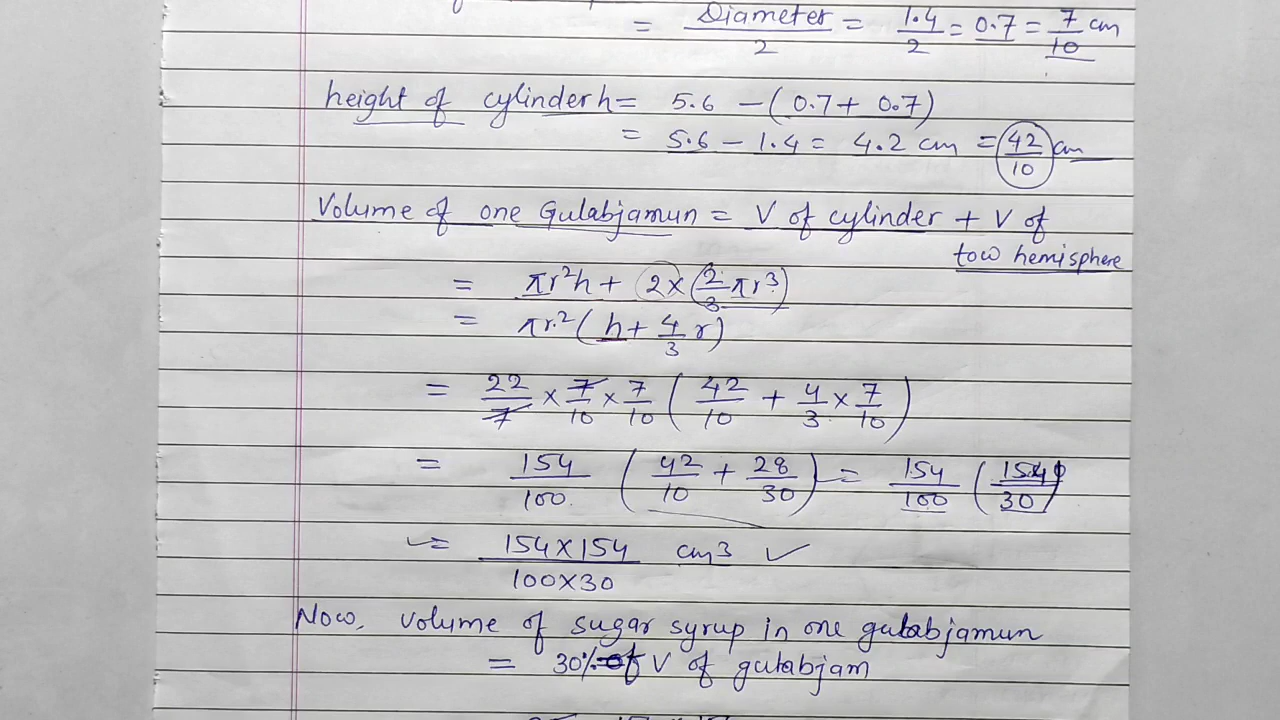 = Diameter/2 = 1.4/2 = 0.7 = 7/10 cm
height of cylinder h = 5.6 - (0.7 + 0.7)
= 5.6 - 1.4 = 4.2 cm = 42/10 cm
Volume of one Gulabjamun = V of cylinder + V of
tow hemisphere
= πr²h + 2×(2/3 πr³)
= πr²(h + 4/3 r)
= 22/7 × 7/10 × 7/10 (42/10 + 4/3 × 7/10)
= 154/100 (42/10 + 28/30) = 154/100 (154/30)
= 154×154/100×30 cm3 ✓
Now, volume of sugar syrup in one gulabjamun
= 30% of V of gulabjam